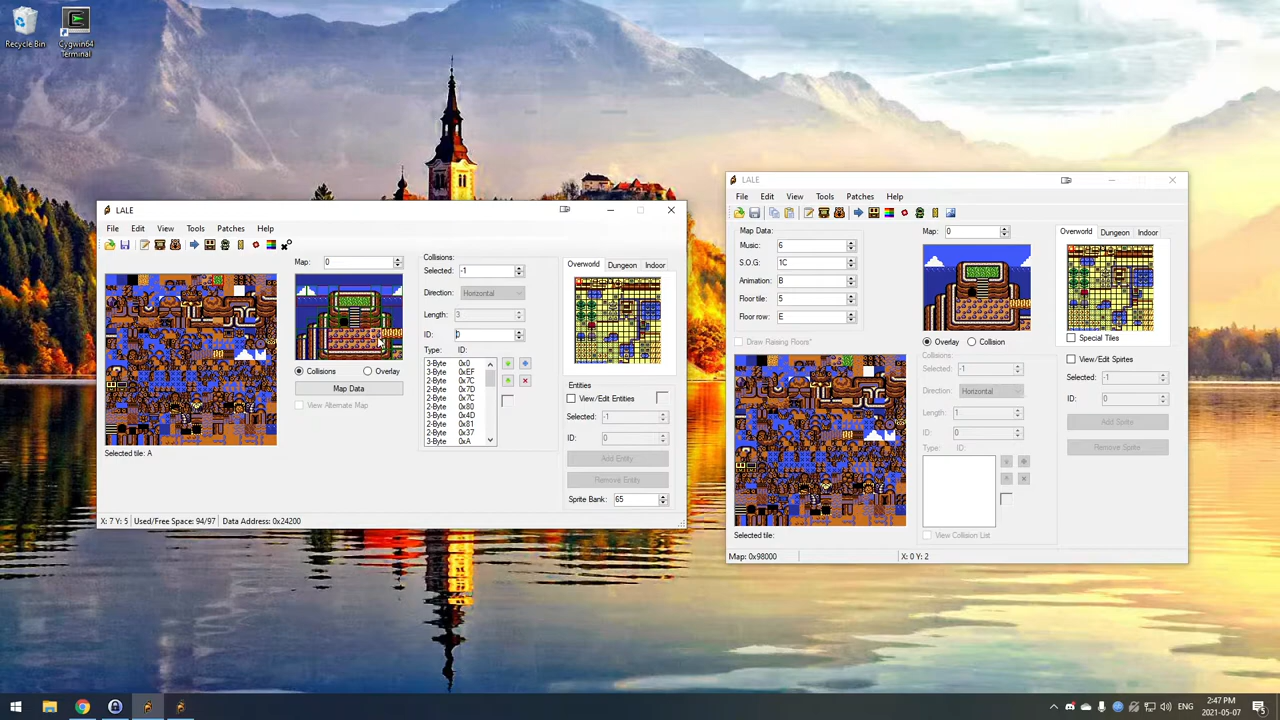 Recycle Bin
Cygwin64
Terminal
LALE
File Edit View Tools Patches Help
Map: 0
Collisions:
Selected: -1
Direction: Horizontal
Length: 3
ID: 0
Type: ID:
3-Byte 0x0
3-Byte 0xEF
2-Byte 0x7C
2-Byte 0x7D
2-Byte 0x7C
2-Byte 0x80
3-Byte 0x4D
2-Byte 0x81
2-Byte 0x37
3-Byte 0xA
Collisions Overlay
Map Data
View Alternate Map
Selected tile: A
Overworld Dungeon Indoor
Entities
View/Edit Entities
Selected: -1
ID: 0
Add Entity
Remove Entity
Sprite Bank: 65
X: 7 Y: 5 Used/Free Space: 94/97 Data Address: 0x24200
LALE
File Edit View Tools Patches Help
Map Data:
Music: 6
S.O.G: 1C
Animation: B
Floor tile: 5
Floor row: E
Draw Raising Floors*
Selected tile:
Map: 0
Overlay Collision
Collisions:
Selected: -1
Direction: Horizontal
Length: 1
ID: 0
Type: ID:
View Collision List
Overworld Dungeon Indoor
Special Tiles
View/Edit Sprites
Selected: -1
ID: 0
Add Sprite
Remove Sprite
Map: 0x98000 X: 0 Y: 2
ENG
2:47 PM
2021-05-07
5